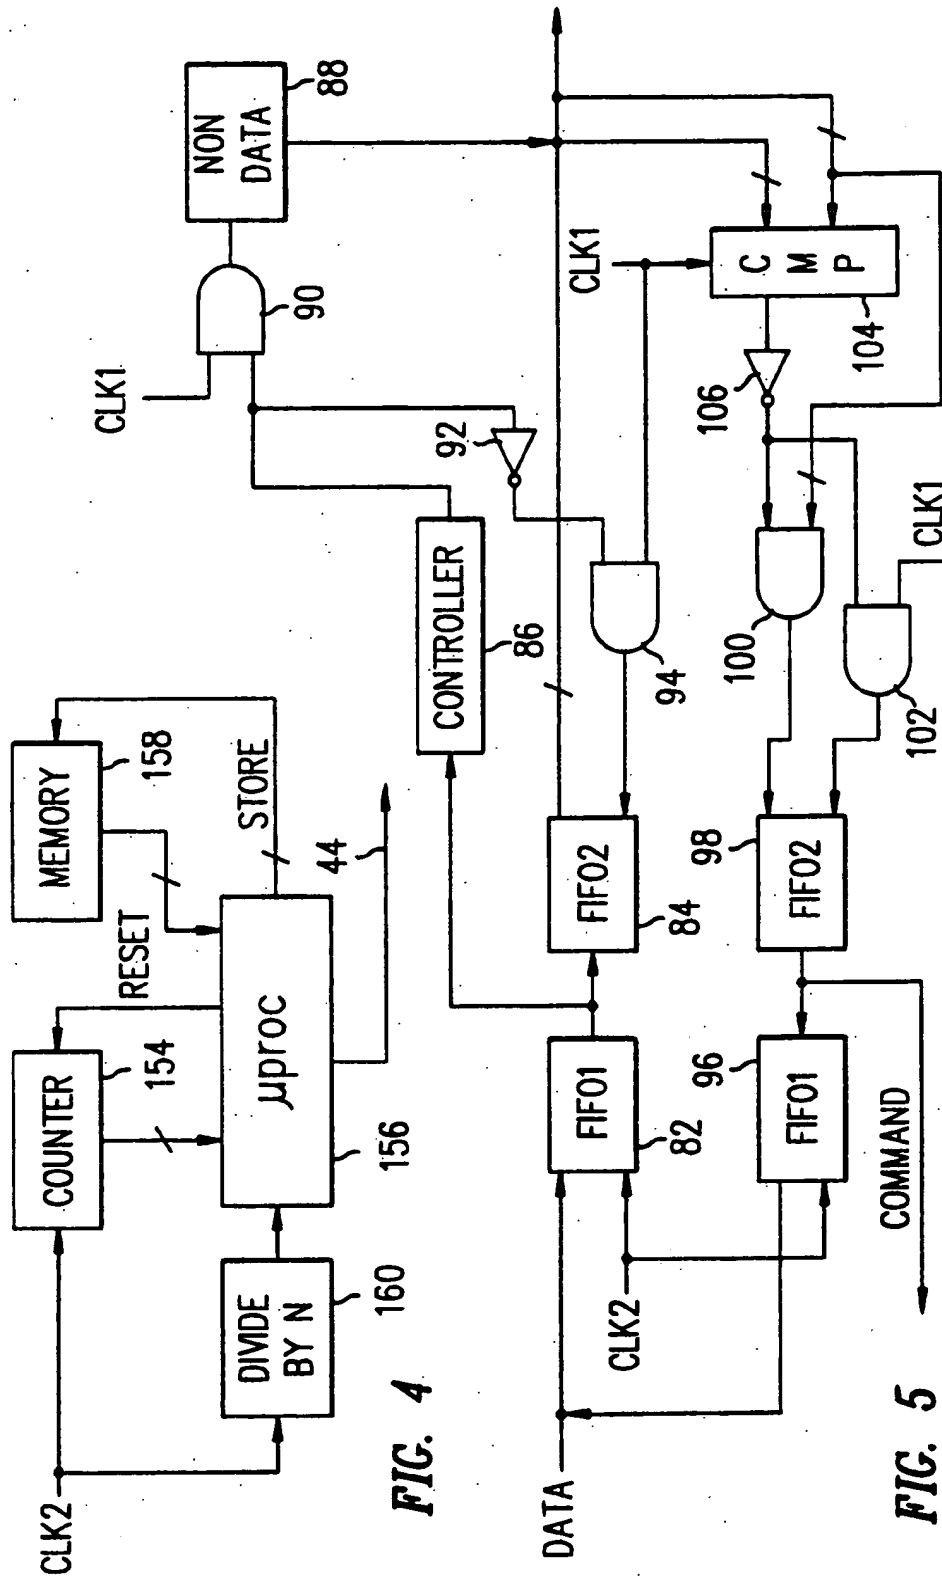 CLK2
COUNTER
154
RESET
MEMORY
158
DIVIDE
BY N
160
µproc
156
STORE
44
FIG. 4
CLK1
90
NON
DATA
88
CONTROLLER
86
92
DATA
CLK2
FIFO1
82
FIFO2
84
94
CLK1
C
M
P
104
106
FIFO1
96
FIFO2
98
100
102
CLK1
COMMAND
FIG. 5